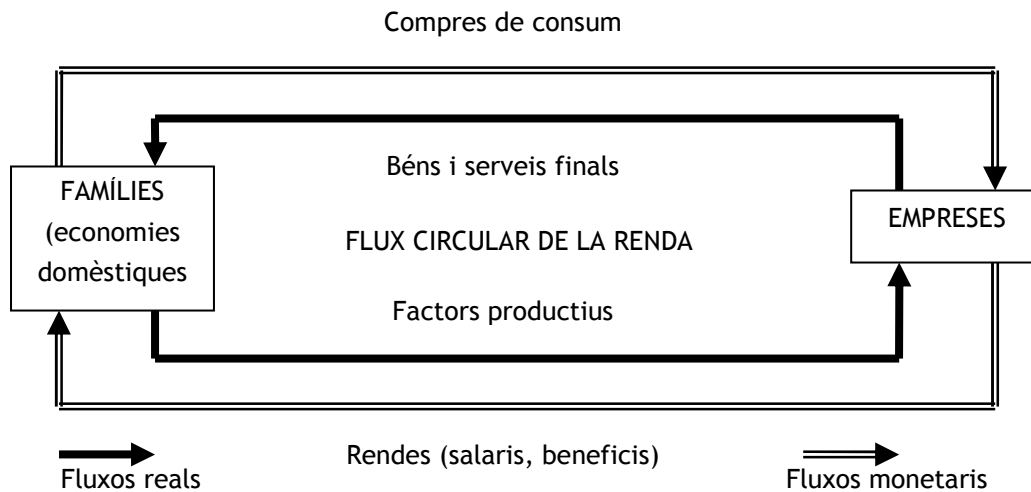 Compres de consum
Béns i serveis finals
FAMÍLIES
(economies
domèstiques
FLUX CIRCULAR DE LA RENDA
EMPRESES
Factors productius
Rendes (salaris, beneficis)
Fluxos reals
Fluxos monetaris